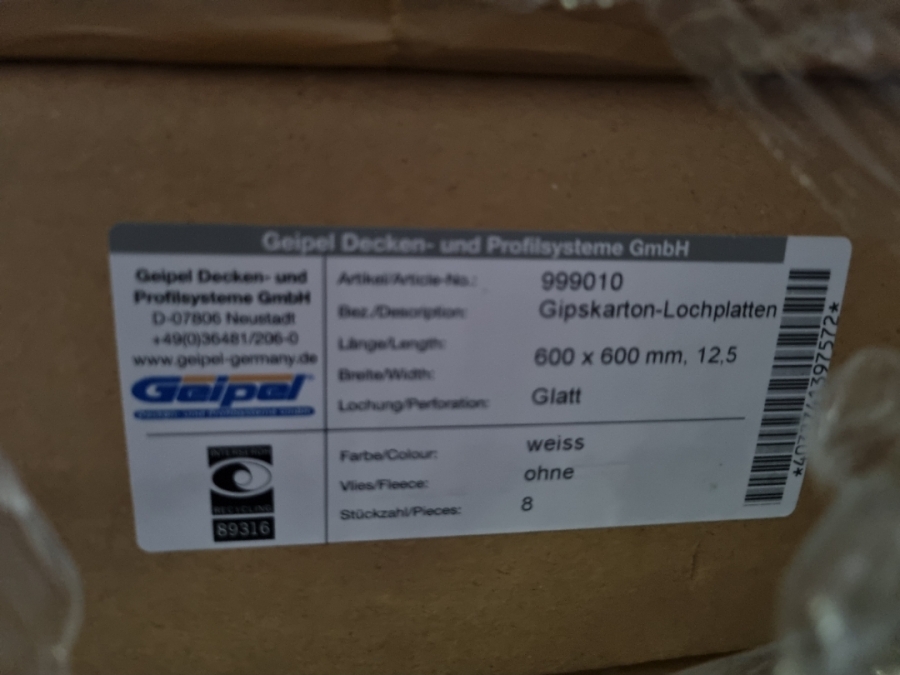 Geipel Decken- und Profilsysteme GmbH
Geipel Decken- und
Profilsysteme GmbH
D-07806 Neustadt
+49(0)36481/206-0
www.geipel-germany.de
Geipel
Artikel/Article-No.: 999010
Bez./Description: Gipskarton-Lochplatten
Länge/Length:
600 x 600 mm, 12,5
Breite/Width:
Lochung/Perforation: Glatt
INTERSEROH
RECYCLING
89316
Farbe/Colour: weiss
Vlies/Fleece: ohne
Stückzahl/Pieces: 8